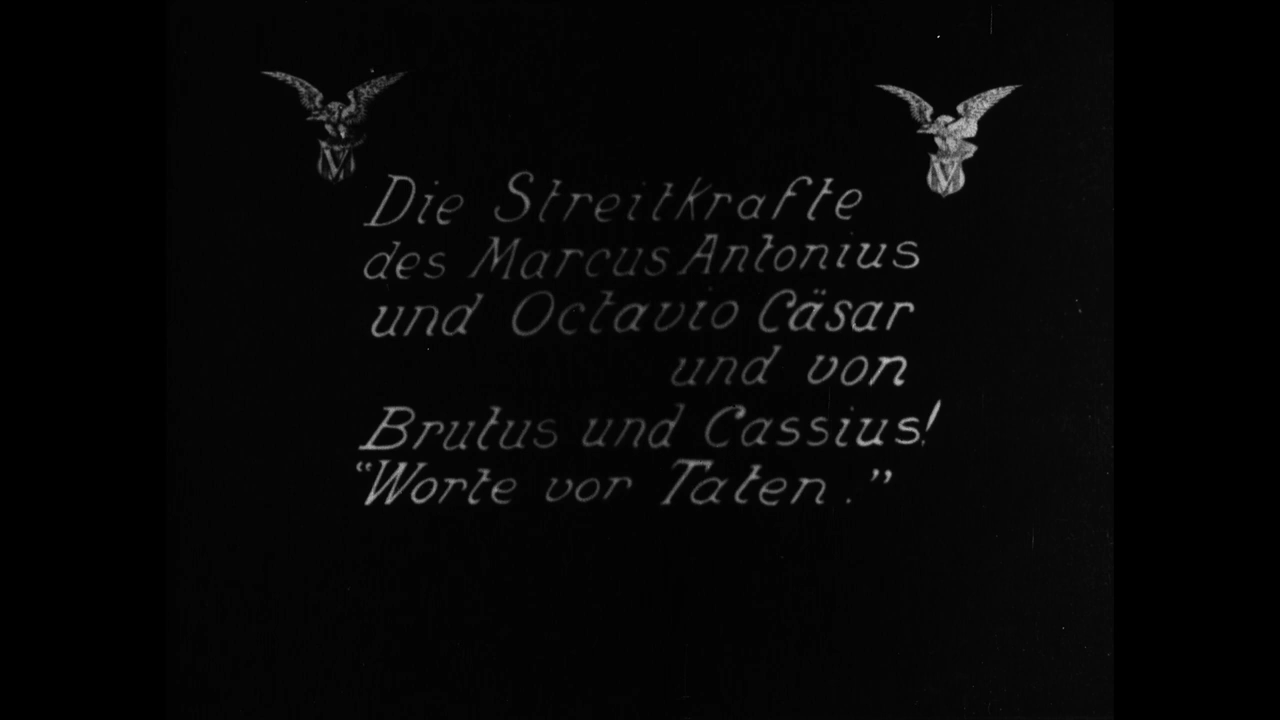 V
V
Die Streitkrafte
des Marcus Antonius
und Octavio Cäsar
und von
Brutus und Cassius!
“Worte vor Taten.”